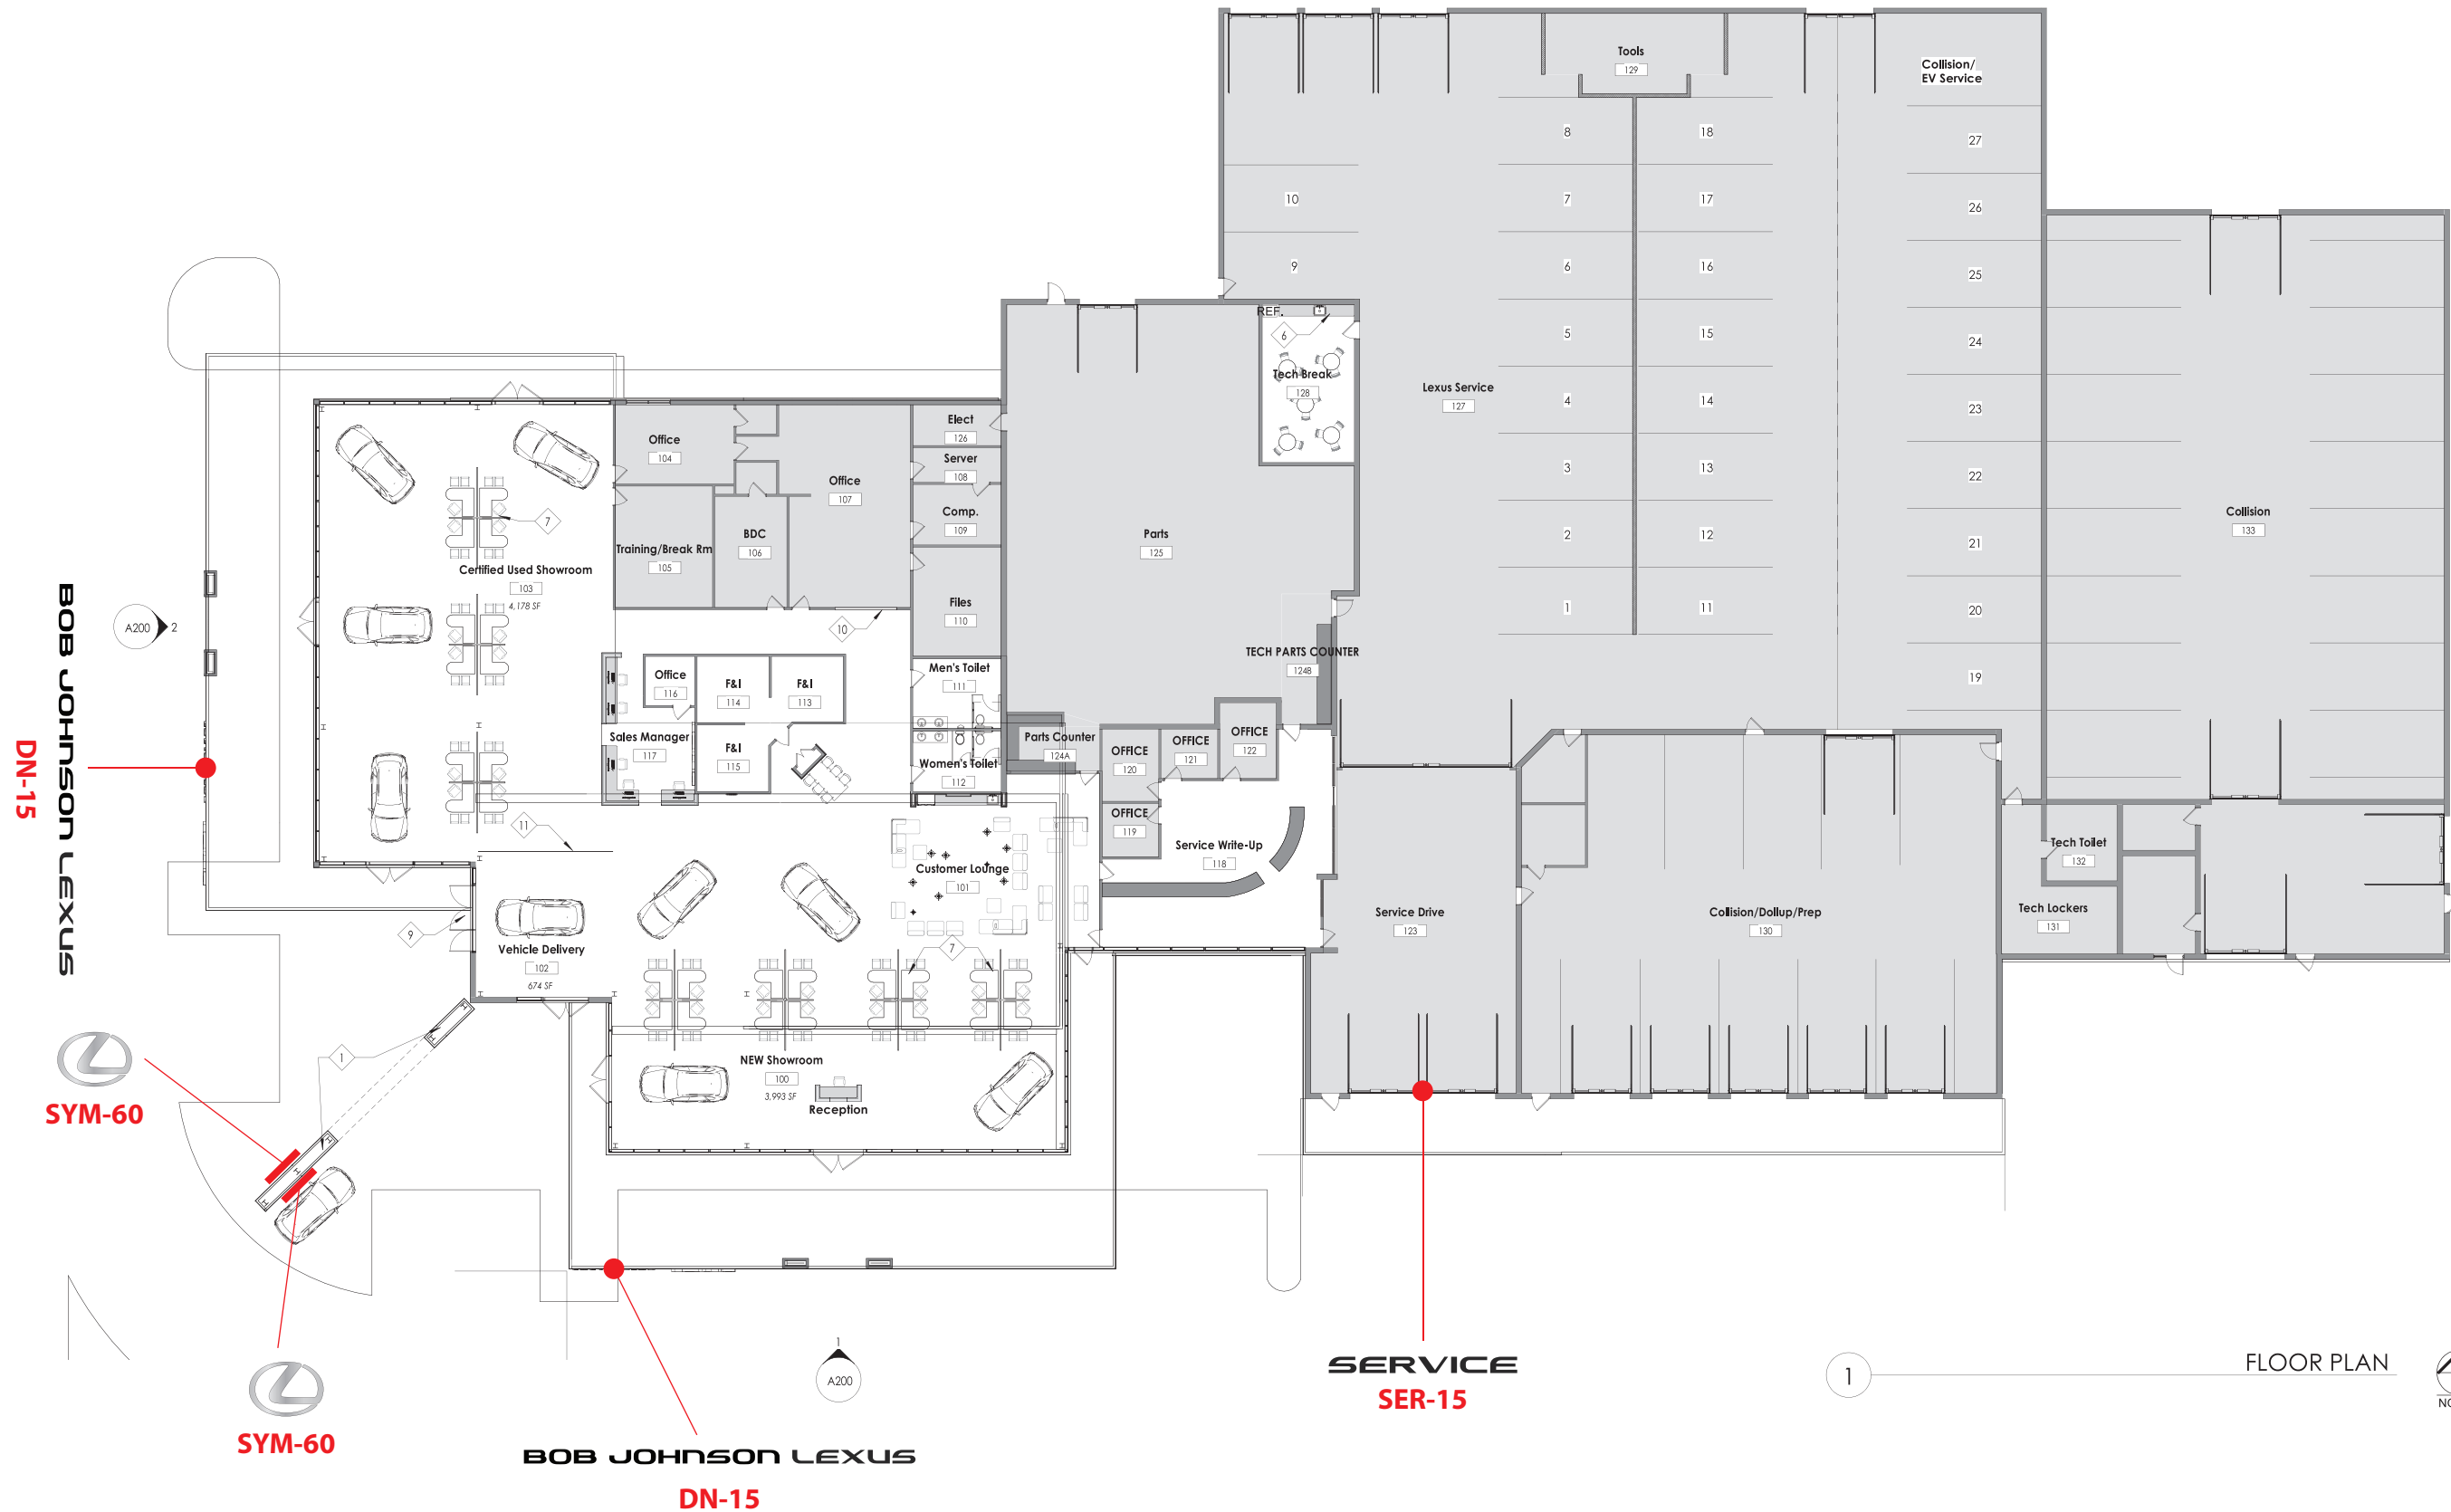 Tools
129
Collision/
EV Service
8
18
27
10
7
17
26
9
6
16
25
REF.
6
5
15
24
Tech Break
128
Lexus Service
127
4
14
23
Elect
126
Office
104
Server
108
3
13
22
Office
107
7
Comp.
109
Collision
133
BDC
106
Parts
125
2
12
21
Training/Break Rm
105
Certified Used Showroom
103
4,178 SF
Files
110
1
11
20
A200
2
10
TECH PARTS COUNTER
124B
Men's Toilet
111
Office
116
F&I
114
F&I
113
19
Sales Manager
117
F&I
115
Women's Toilet
112
Parts Counter
124A
OFFICE
120
OFFICE
121
OFFICE
122
OFFICE
119
BOB JOHNSON LEXUS
DN-15
11
Service Write-Up
118
Customer Lounge
101
Tech Toilet
132
Tech Lockers
131
Service Drive
123
Collision/Dollup/Prep
130
9
7
Vehicle Delivery
102
674 SF
1
NEW Showroom
100
3,993 SF
Reception
SYM-60
SYM-60
1
A200
BOB JOHNSON LEXUS
DN-15
SERVICE
SER-15
1
FLOOR PLAN